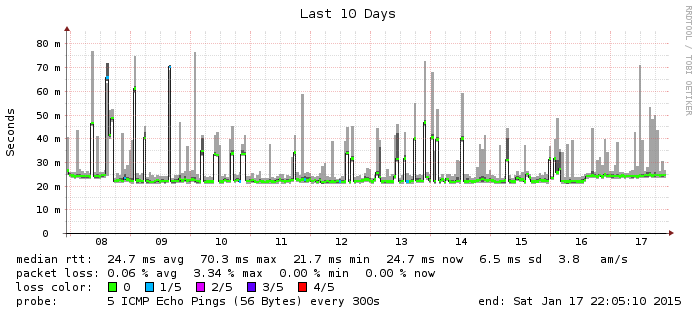 Last 10 Days
RRDTOOL / TOBI OETIKER
Seconds
80 m
70 m
60 m
50 m
40 m
30 m
20 m
10 m
0
08 09 10 11 12 13 14 15 16 17
median rtt: 24.7 ms avg 70.3 ms max 21.7 ms min 24.7 ms now 6.5 ms sd 3.8 am/s
packet loss: 0.06 % avg 3.34 % max 0.00 % min 0.00 % now
loss color: 0 1/5 2/5 3/5 4/5
probe: 5 ICMP Echo Pings (56 Bytes) every 300s end: Sat Jan 17 22:05:10 2015